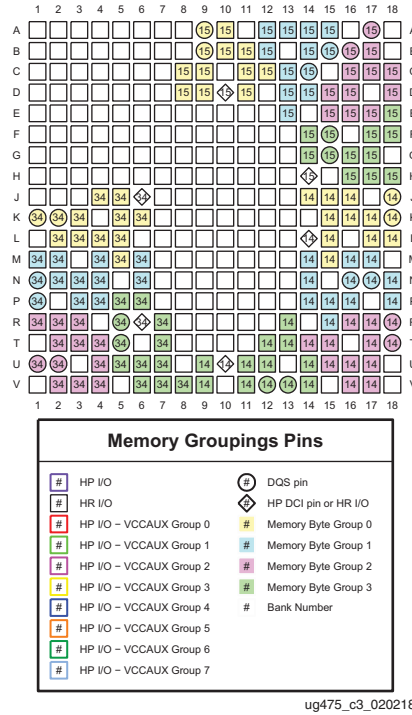 1 2 3 4 5 6 7 8 9 10 11 12 13 14 15 16 17 18
A 15 15 15 15 15 15 15
B 15 15 15 15 15 15 15 15
C 15 15 15 15 15 15 15 15 15
D 15 15 15 15 15 15 15 15 15
E 15 15 15 15 15
F 15 15 15 15
G 15 15 15 15
H 15 15 15 15
J 34 34 34 14 14 14 14
K 34 34 34 34 34 14 14 14 14
L 34 34 34 34 14 14 14 14
M 34 34 34 34 34 34 14 14 14 14
N 34 34 34 34 34 14 14 14 14
P 34 34 34 34 34 14 14 14 14
R 34 34 34 34 34 34 14 14 14 14 14
T 34 34 34 34 34 14 14 14 14 14 14
U 34 34 34 34 34 34 14 14 14 14 14 14 14 14
V 34 34 34 34 34 34 14 14 14 14 14 14 14
1 2 3 4 5 6 7 8 9 10 11 12 13 14 15 16 17 18
Memory Groupings Pins
# HP I/O
# HR I/O
# HP I/O – VCCAUX Group 0
# HP I/O – VCCAUX Group 1
# HP I/O – VCCAUX Group 2
# HP I/O – VCCAUX Group 3
# HP I/O – VCCAUX Group 4
# HP I/O – VCCAUX Group 5
# HP I/O – VCCAUX Group 6
# HP I/O – VCCAUX Group 7
# DQS pin
# HP DCI pin or HR I/O
# Memory Byte Group 0
# Memory Byte Group 1
# Memory Byte Group 2
# Memory Byte Group 3
# Bank Number
ug475_c3_020218